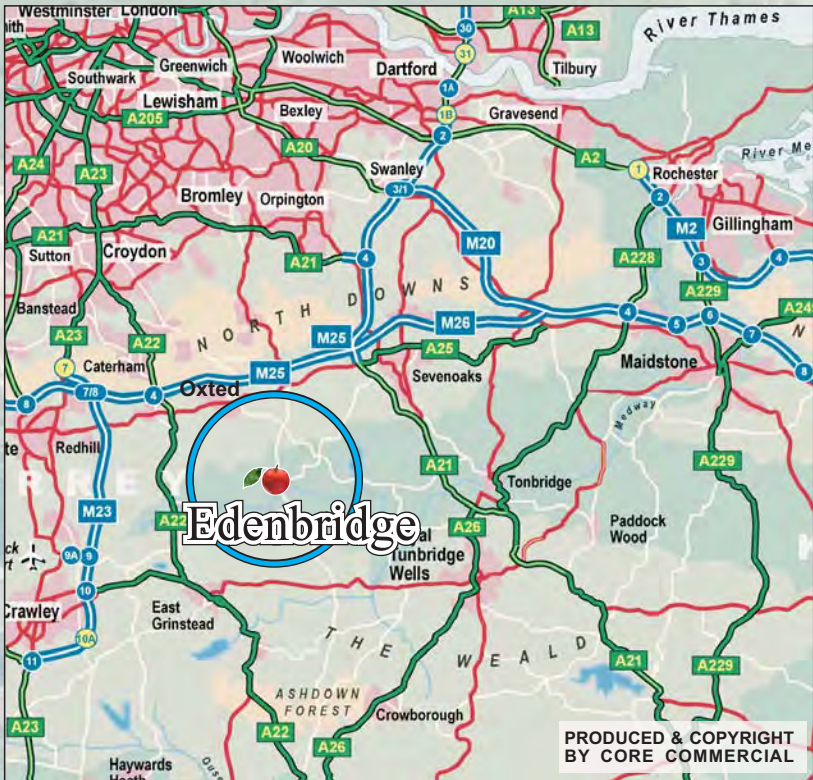 Westminster London
A13
A13
River Thames
30
31
Woolwich
Greenwich
Southwark
Dartford
Tilbury
Lewisham
1A
Bexley
A205
1B
Gravesend
2
A20
A24
A23
Swanley
A2
1
Rochester
River
3/1
2
Bromley
Orpington
M2
Gillingham
A21
M20
Sutton
Croydon
A21
4
A228
3
4
A229
Banstead
NORTH DOWNS
A23
A22
M25
M26
4
5
6
7
7
Caterham
A25
Maidstone
M25
Sevenoaks
8
7/8
4
Oxted
8
Medway
Redhill
A21
A229
Tonbridge
M23
A22
Edenbridge
A26
Paddock
Wood
Tunbridge
Wells
9A
9
10
Crawley
East
Grinstead
10A
THE WEALD
11
A21
A229
ASHDOWN
FOREST
A23
A22
Crowborough
A26
PRODUCED & COPYRIGHT
BY CORE COMMERCIAL
Haywards
Heath